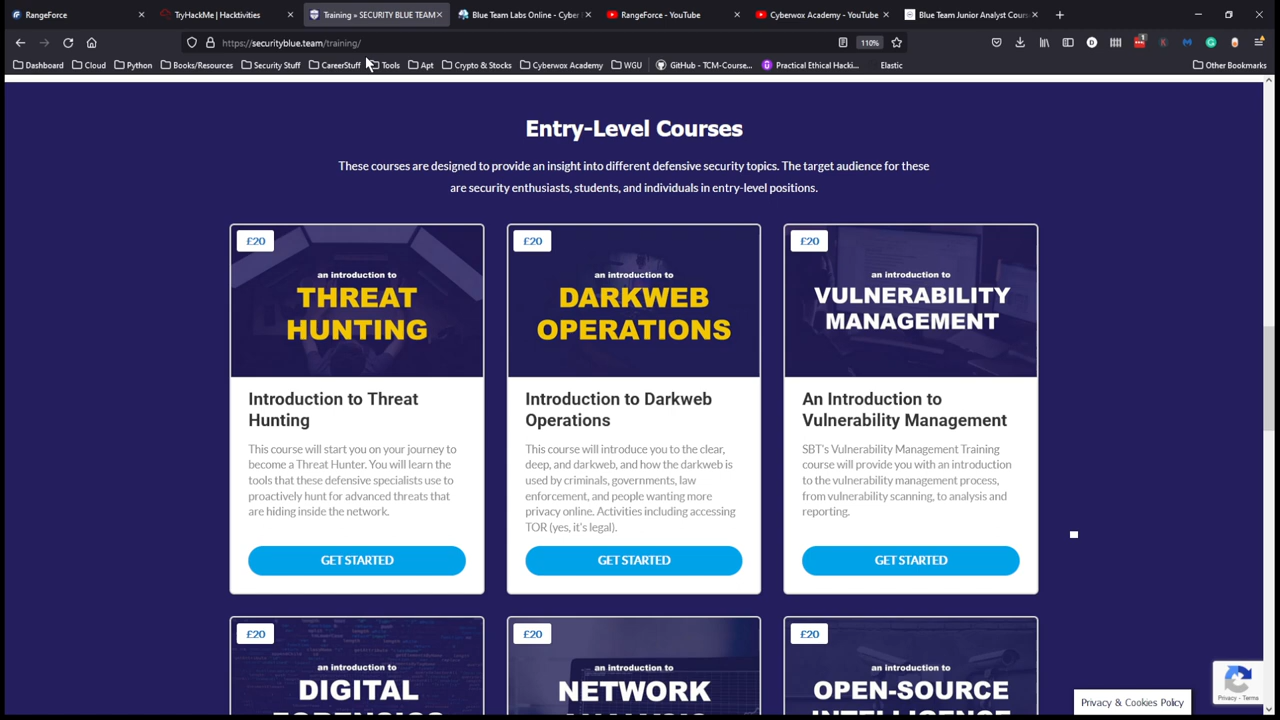 RangeForce
TryHackMe | Hacktivities
Training » SECURITY BLUE TEAM
Blue Team Labs Online - Cyber
RangeForce - YouTube
Cyberwox Academy - YouTube
Blue Team Junior Analyst Cours
https://securityblue.team/training/
110%
1
Dashboard
Cloud
Python
Books/Resources
Security Stuff
CareerStuff
Tools
Apt
Crypto & Stocks
Cyberwox Academy
WGU
GitHub - TCM-Course...
Practical Ethical Hacki...
Elastic
Other Bookmarks
Entry-Level Courses
These courses are designed to provide an insight into different defensive security topics. The target audience for these
are security enthusiasts, students, and individuals in entry-level positions.
£20
an introduction to
THREAT
HUNTING
Introduction to Threat
Hunting
This course will start you on your journey to
become a Threat Hunter. You will learn the
tools that these defensive specialists use to
proactively hunt for advanced threats that
are hiding inside the network.
GET STARTED
£20
an introduction to
DARKWEB
OPERATIONS
Introduction to Darkweb
Operations
This course will introduce you to the clear,
deep, and darkweb, and how the darkweb is
used by criminals, governments, law
enforcement, and people wanting more
privacy online. Activities including accessing
TOR (yes, it's legal).
GET STARTED
£20
an introduction to
VULNERABILITY
MANAGEMENT
An Introduction to
Vulnerability Management
SBT's Vulnerability Management Training
course will provide you with an introduction
to the vulnerability management process,
from vulnerability scanning, to analysis and
reporting.
GET STARTED
£20
an introduction to
DIGITAL
FORENSICS
£20
an introduction to
NETWORK
ANALYSIS
£20
an introduction to
OPEN-SOURCE
INTELLIGENCE
Privacy - Terms
Privacy & Cookies Policy